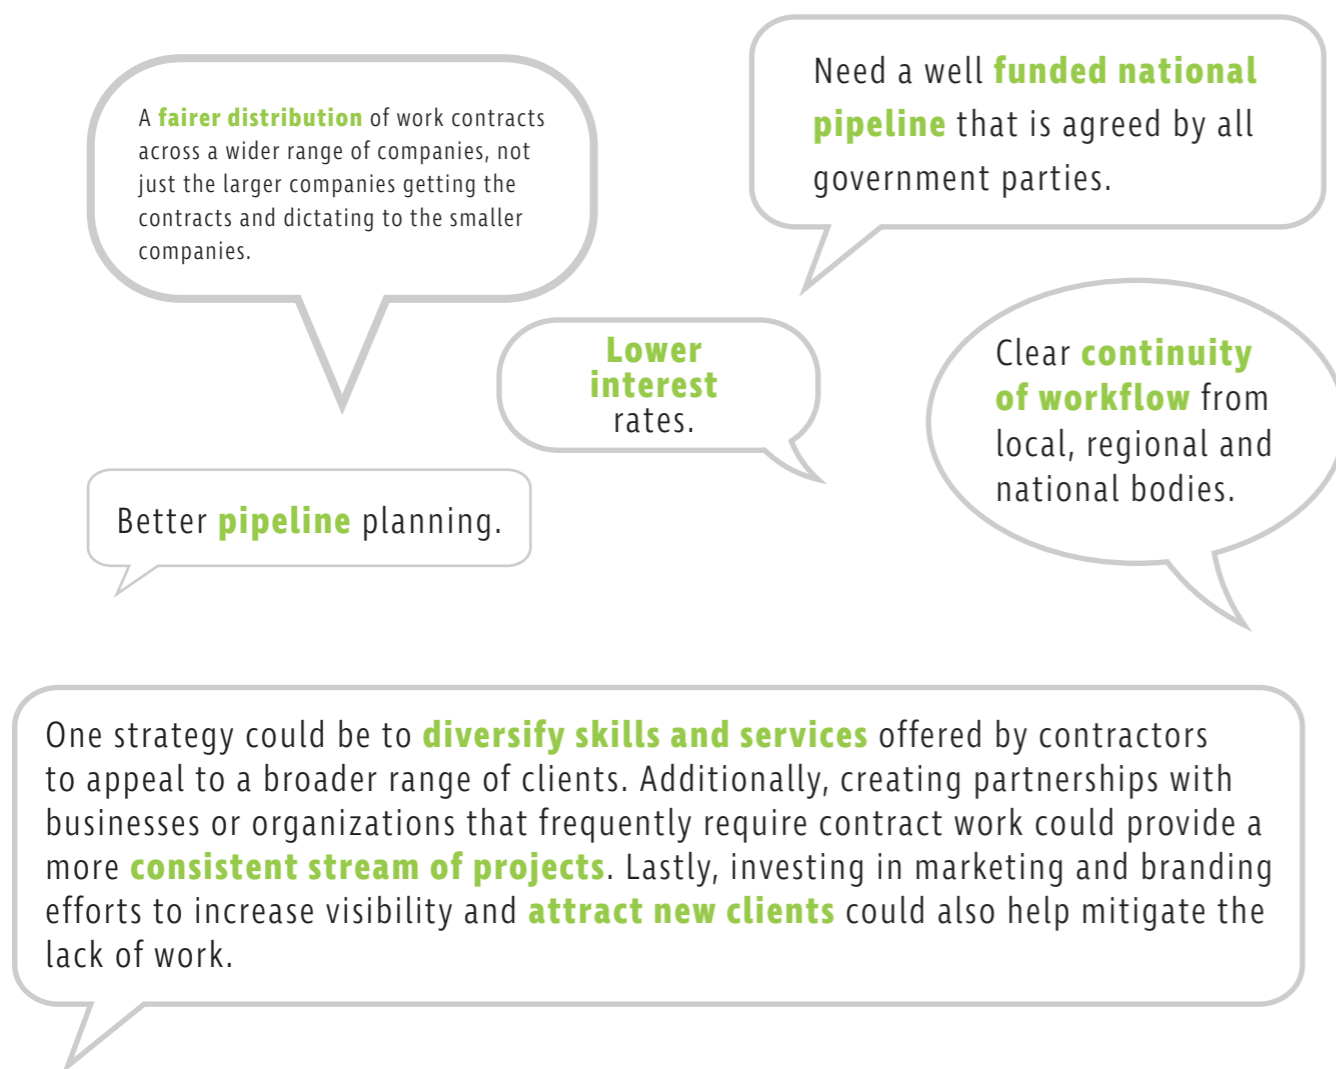 A fairer distribution of work contracts
across a wider range of companies, not
just the larger companies getting the
contracts and dictating to the smaller
companies.
Need a well funded national
pipeline that is agreed by all
government parties.
Lower
interest
rates.
Clear continuity
of workflow from
local, regional and
national bodies.
Better pipeline planning.
One strategy could be to diversify skills and services offered by contractors
to appeal to a broader range of clients. Additionally, creating partnerships with
businesses or organizations that frequently require contract work could provide a
more consistent stream of projects. Lastly, investing in marketing and branding
efforts to increase visibility and attract new clients could also help mitigate the
lack of work.